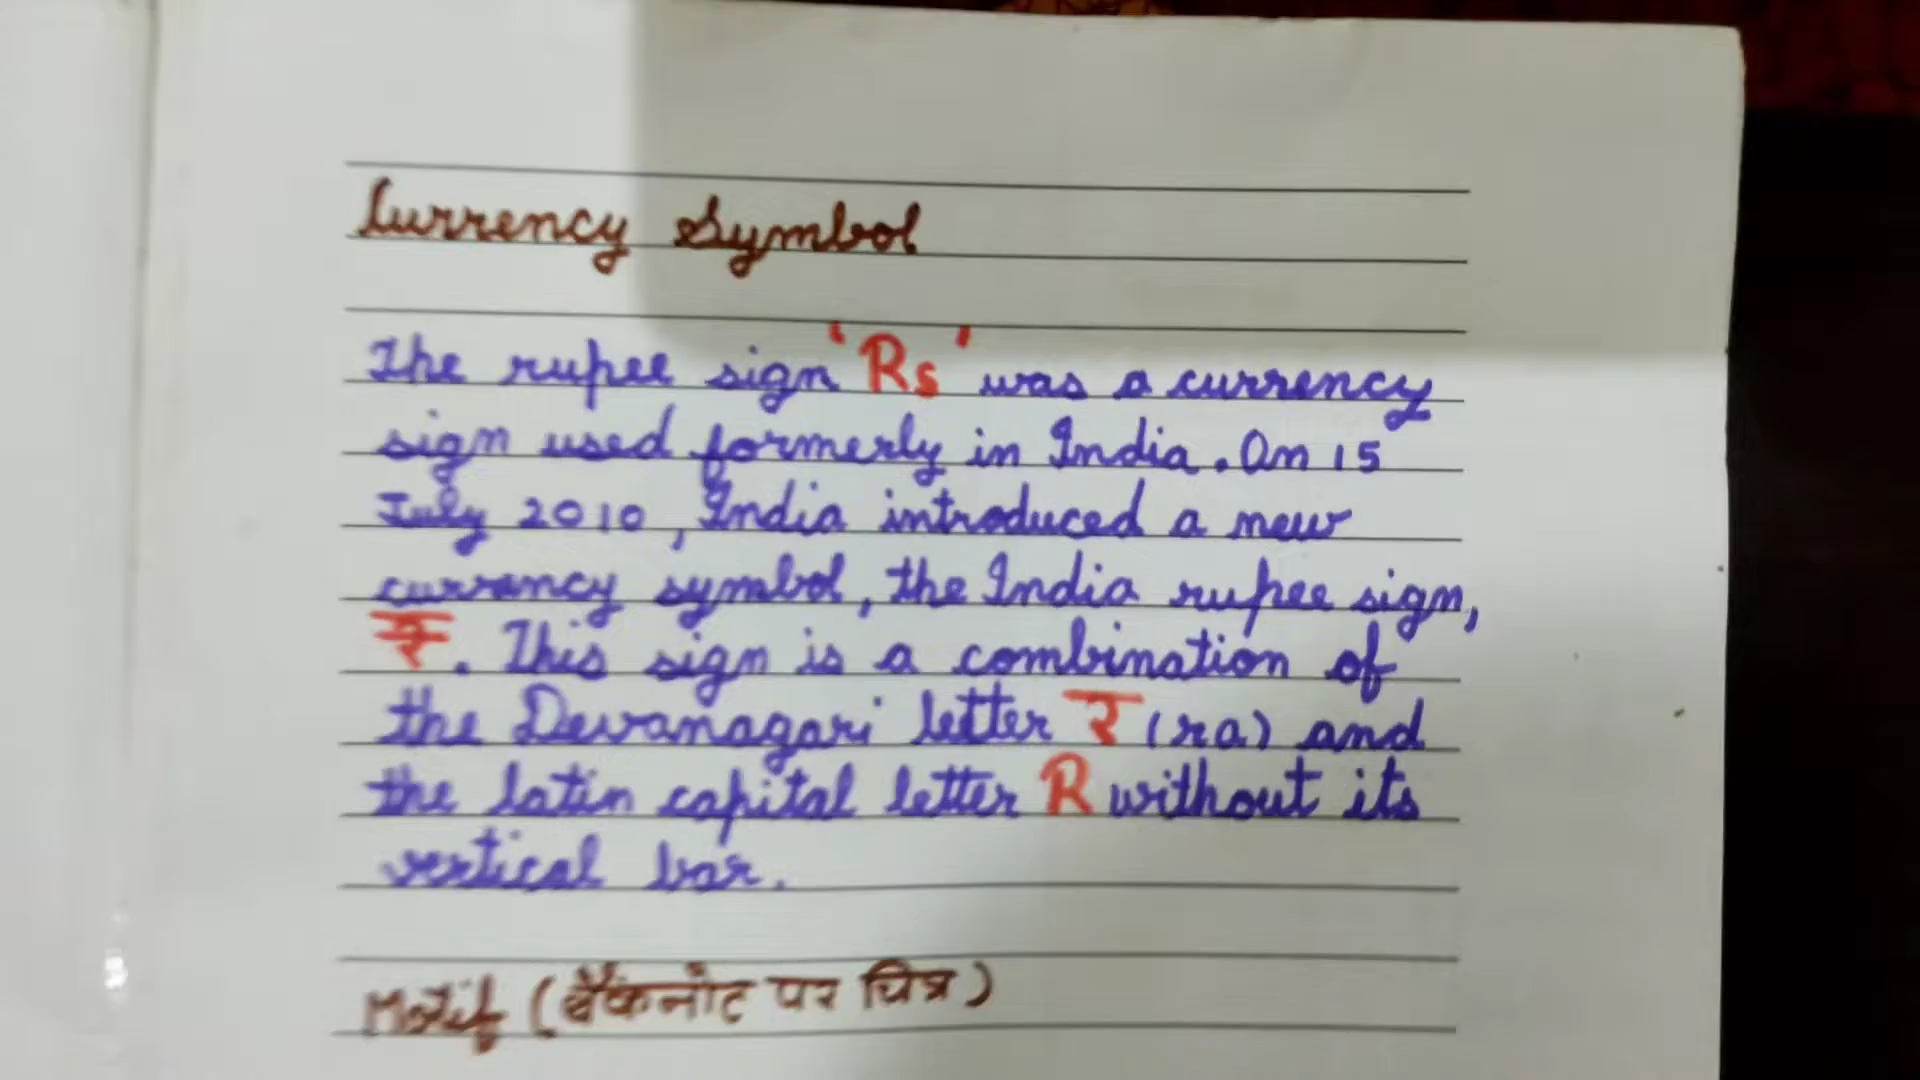 Currency Symbol
The rupee sign 'Rs' was a currency
sign used formerly in India. On 15
July 2010, India introduced a new
currancy symbol, the India rupee sign,
₹. This sign is a combination of
the Devanagari letter र (ra) and
the latin capital letter R without its
vertical bar.
Motif (बैंकनोट पर चित्र)